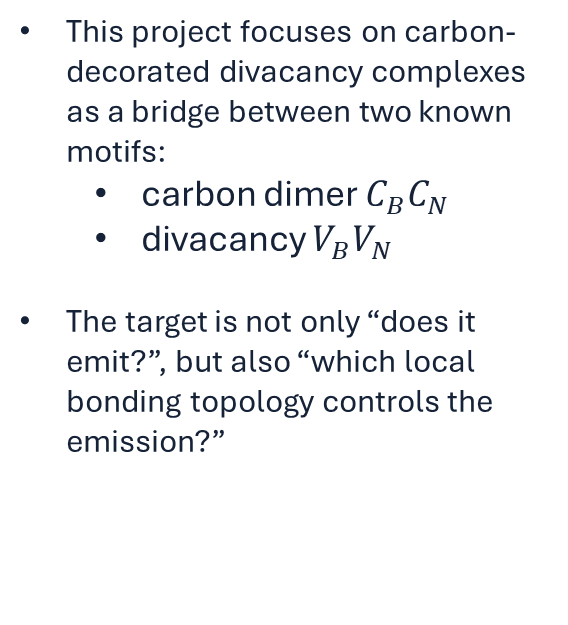 • This project focuses on carbon-
decorated divacancy complexes
as a bridge between two known
motifs:
• carbon dimer C_B C_N
• divacancy V_B V_N
• The target is not only “does it
emit?”, but also “which local
bonding topology controls the
emission?”